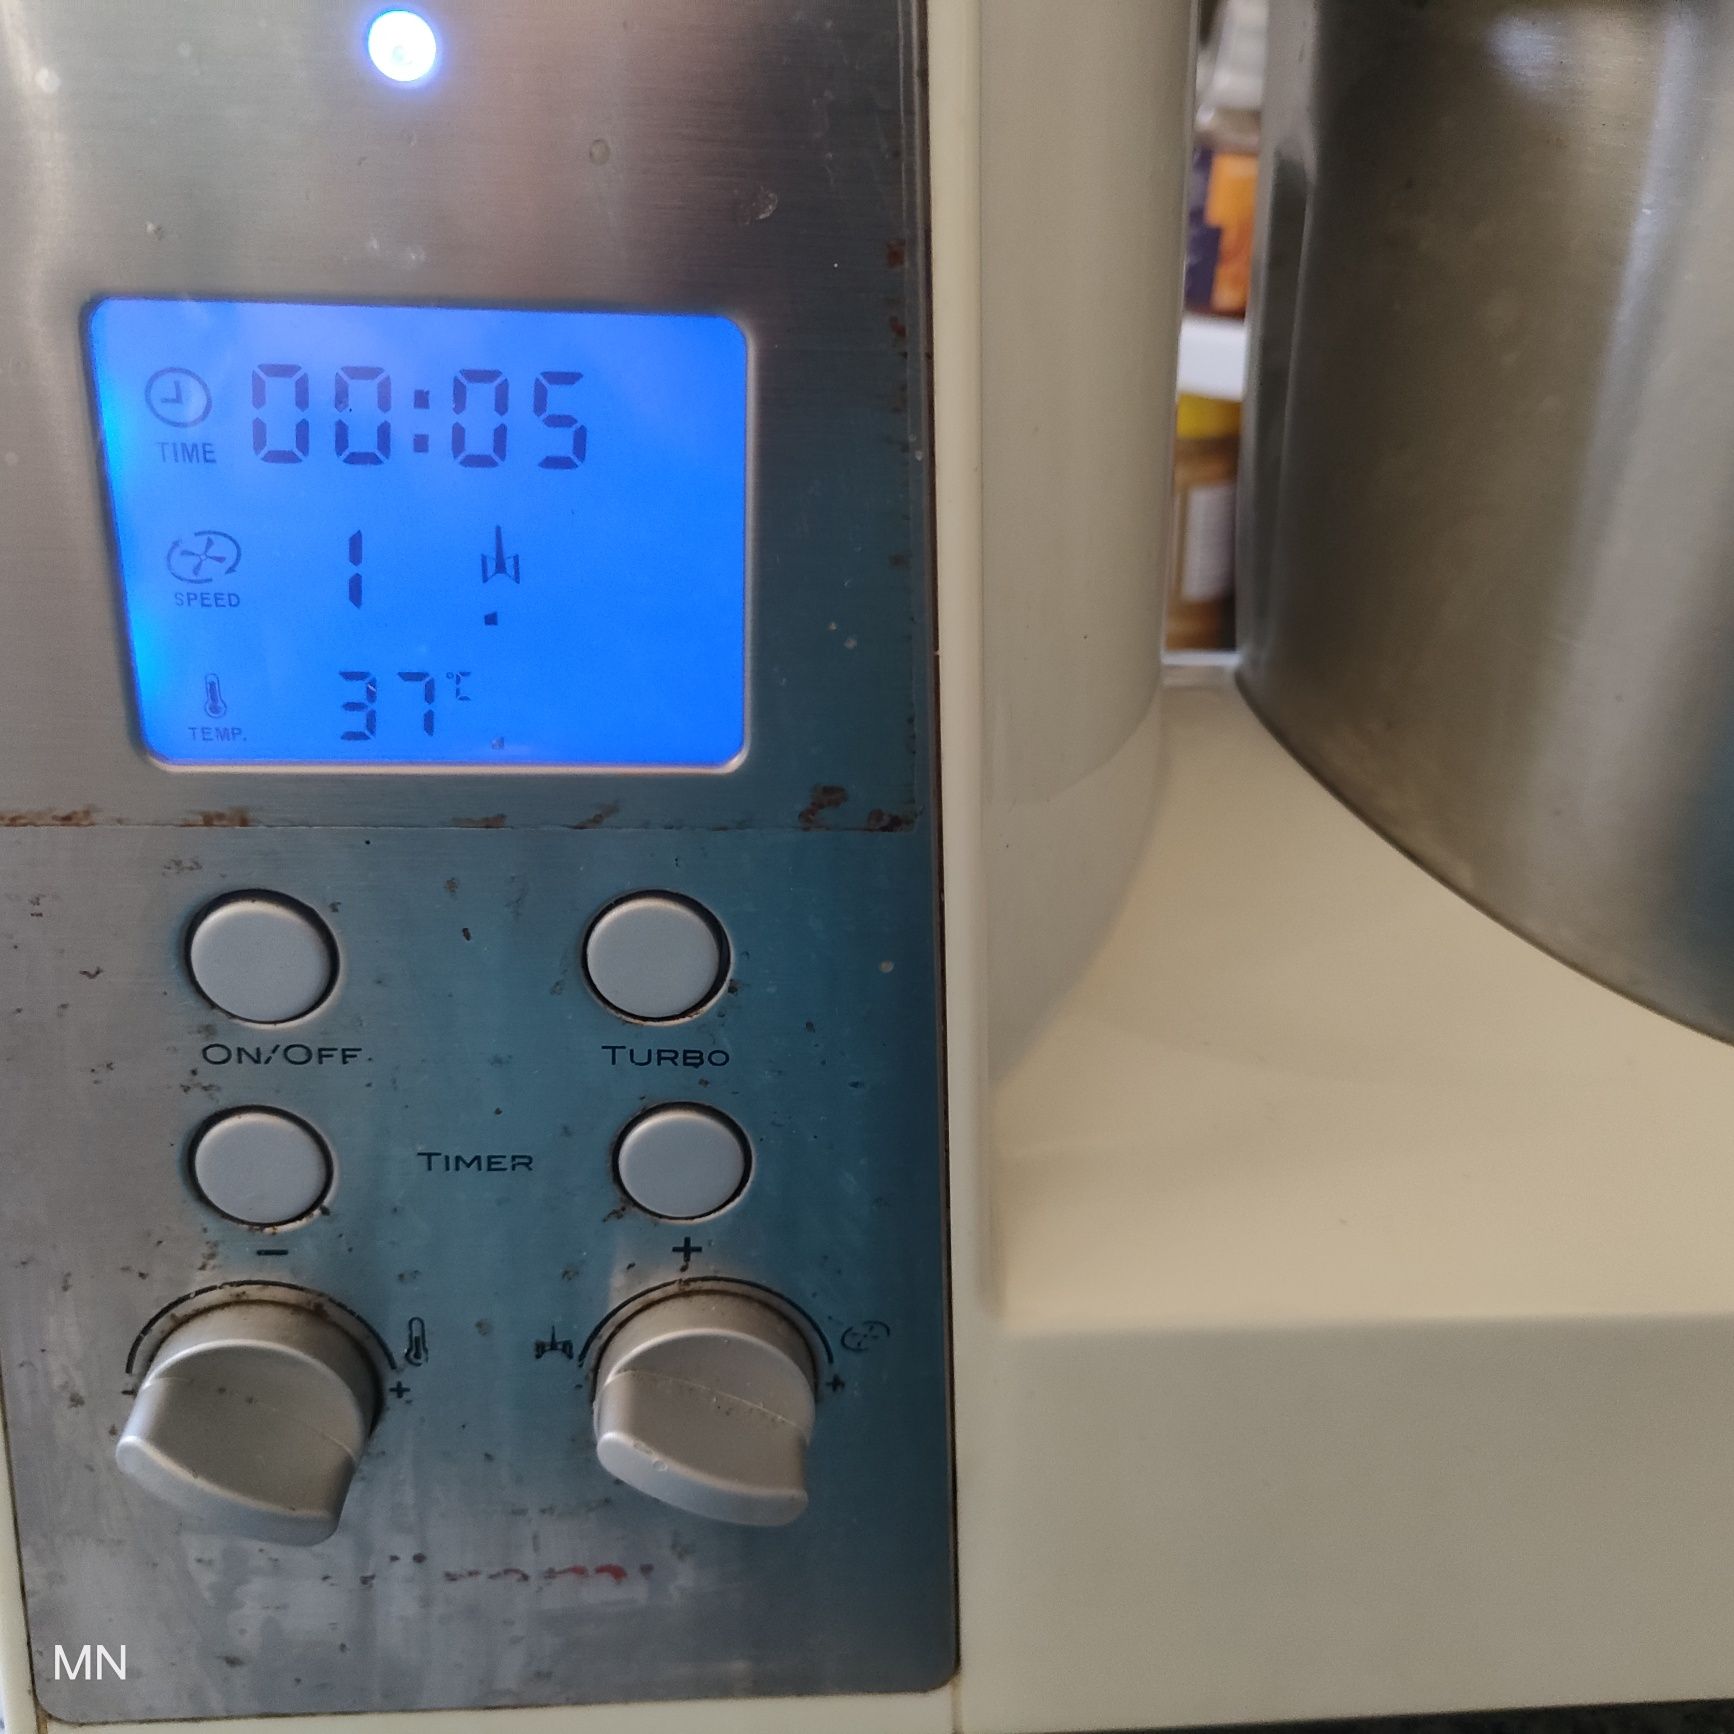 00:05
TIME
1
SPEED
37°C
TEMP.
ON/OFF
TURBO
TIMER
- +
- +
- +
MN